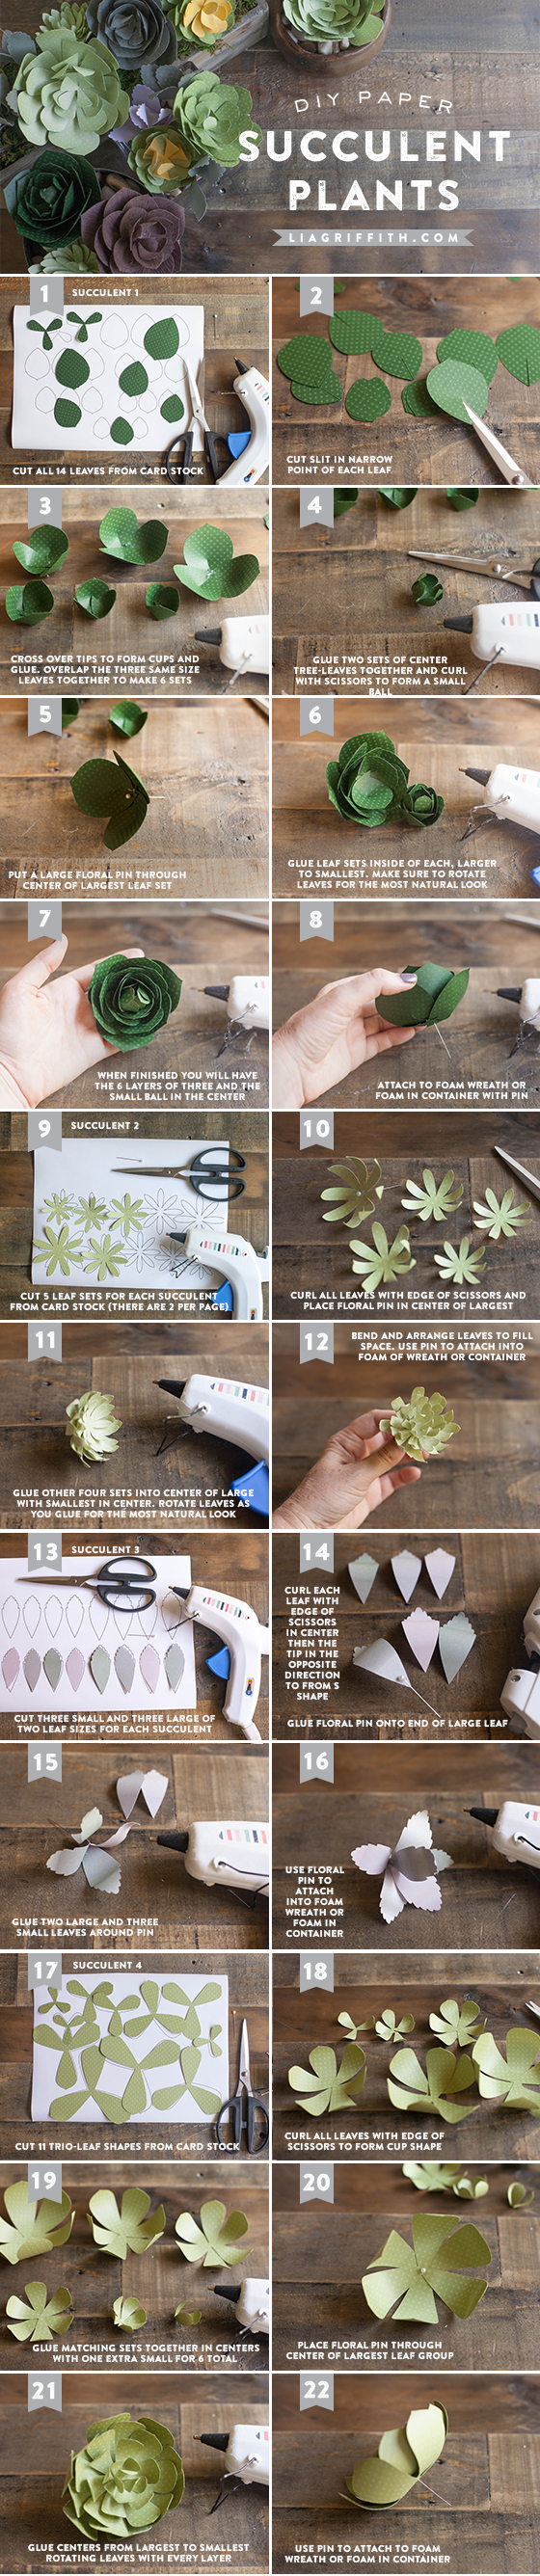 DIY PAPER
SUCCULENT
PLANTS
LIAGRIFFITH.COM
1
SUCCULENT 1
CUT ALL 14 LEAVES FROM CARD STOCK
2
CUT SLIT IN NARROW
POINT OF EACH LEAF
3
CROSS OVER TIPS TO FORM CUPS AND
GLUE. OVERLAP THE THREE SAME SIZE
LEAVES TOGETHER TO MAKE 6 SETS
4
GLUE TWO SETS OF CENTER
TREE-LEAVES TOGETHER AND CURL
WITH SCISSORS TO FORM A SMALL
BALL
5
PUT A LARGE FLORAL PIN THROUGH
CENTER OF LARGEST LEAF SET
6
GLUE LEAF SETS INSIDE OF EACH, LARGER
TO SMALLEST. MAKE SURE TO ROTATE
LEAVES FOR THE MOST NATURAL LOOK
7
WHEN FINISHED YOU WILL HAVE
THE 6 LAYERS OF THREE AND THE
SMALL BALL IN THE CENTER
8
ATTACH TO FOAM WREATH OR
FOAM IN CONTAINER WITH PIN
9
SUCCULENT 2
CUT 5 LEAF SETS FOR EACH SUCCULENT
FROM CARD STOCK (THERE ARE 2 PER PAGE)
10
CURL ALL LEAVES WITH EDGE OF SCISSORS AND
PLACE FLORAL PIN IN CENTER OF LARGEST
11
GLUE OTHER FOUR SETS INTO CENTER OF LARGE
WITH SMALLEST IN CENTER. ROTATE LEAVES AS
YOU GLUE FOR THE MOST NATURAL LOOK
12
BEND AND ARRANGE LEAVES TO FILL
SPACE. USE PIN TO ATTACH INTO
FOAM OF WREATH OR CONTAINER
13
SUCCULENT 3
CUT THREE SMALL AND THREE LARGE OF
TWO LEAF SIZES FOR EACH SUCCULENT
14
CURL EACH
LEAF WITH
EDGE OF
SCISSORS
IN CENTER
THEN THE
TIP IN THE
OPPOSITE
DIRECTION
TO FROM S
SHAPE
GLUE FLORAL PIN ONTO END OF LARGE LEAF
15
GLUE TWO LARGE AND THREE
SMALL LEAVES AROUND PIN
16
USE FLORAL
PIN TO
ATTACH
INTO FOAM
WREATH OR
FOAM IN
CONTAINER
17
SUCCULENT 4
CUT 11 TRIO-LEAF SHAPES FROM CARD STOCK
18
CURL ALL LEAVES WITH EDGE OF
SCISSORS TO FORM CUP SHAPE
19
GLUE MATCHING SETS TOGETHER IN CENTERS
WITH ONE EXTRA SMALL FOR 6 TOTAL
20
PLACE FLORAL PIN THROUGH
CENTER OF LARGEST LEAF GROUP
21
GLUE CENTERS FROM LARGEST TO SMALLEST
ROTATING LEAVES WITH EVERY LAYER
22
USE PIN TO ATTACH TO FOAM
WREATH OR FOAM IN CONTAINER